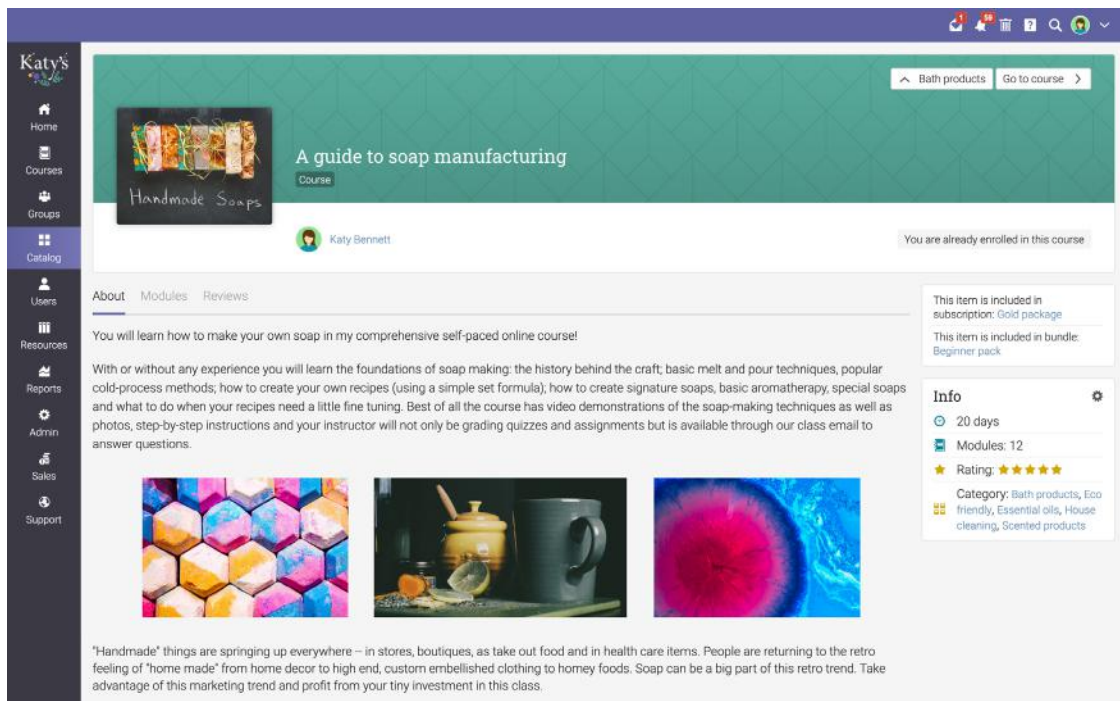 1
59
?
Katy's
Home
Courses
Groups
Catalog
Users
Resources
Reports
Admin
Sales
Support
Bath products
Go to course
Handmade Soaps
A guide to soap manufacturing
Course
Katy Bennett
You are already enrolled in this course
About Modules Reviews
You will learn how to make your own soap in my comprehensive self-paced online course!
With or without any experience you will learn the foundations of soap making: the history behind the craft; basic melt and pour techniques, popular
cold-process methods; how to create your own recipes (using a simple set formula); how to create signature soaps, basic aromatherapy, special soaps
and what to do when your recipes need a little fine tuning. Best of all the course has video demonstrations of the soap-making techniques as well as
photos, step-by-step instructions and your instructor will not only be grading quizzes and assignments but is available through our class email to
answer questions.
"Handmade" things are springing up everywhere – in stores, boutiques, as take out food and in health care items. People are returning to the retro
feeling of "home made" from home decor to high end, custom embellished clothing to homey foods. Soap can be a big part of this retro trend. Take
advantage of this marketing trend and profit from your tiny investment in this class.
This item is included in
subscription: Gold package
This item is included in bundle:
Beginner pack
Info
20 days
Modules: 12
Rating:
Category: Bath products, Eco
friendly, Essential oils, House
cleaning, Scented products